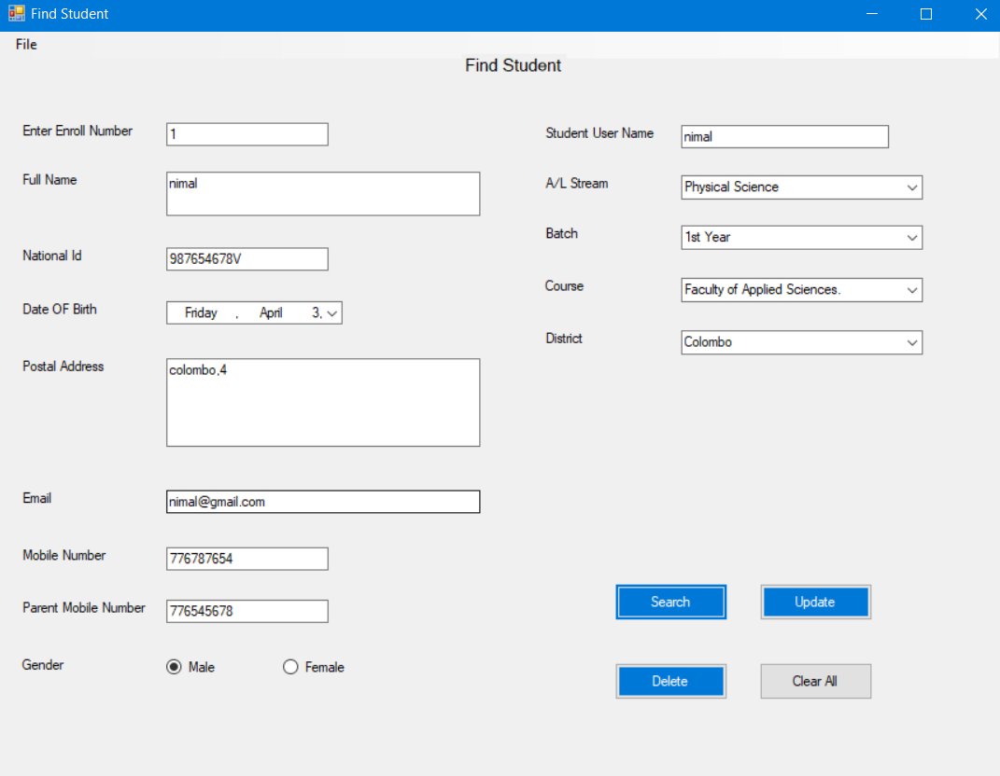 Find Student
File
Find Student
Enter Enroll Number 1
Full Name nimal
National Id 987654678V
Date OF Birth Friday , April 3,
Postal Address colombo,4
Email nimal@gmail.com
Mobile Number 776787654
Parent Mobile Number 776545678
Gender Male Female
Student User Name nimal
A/L Stream Physical Science
Batch 1st Year
Course Faculty of Applied Sciences.
District Colombo
Search Update
Delete Clear All